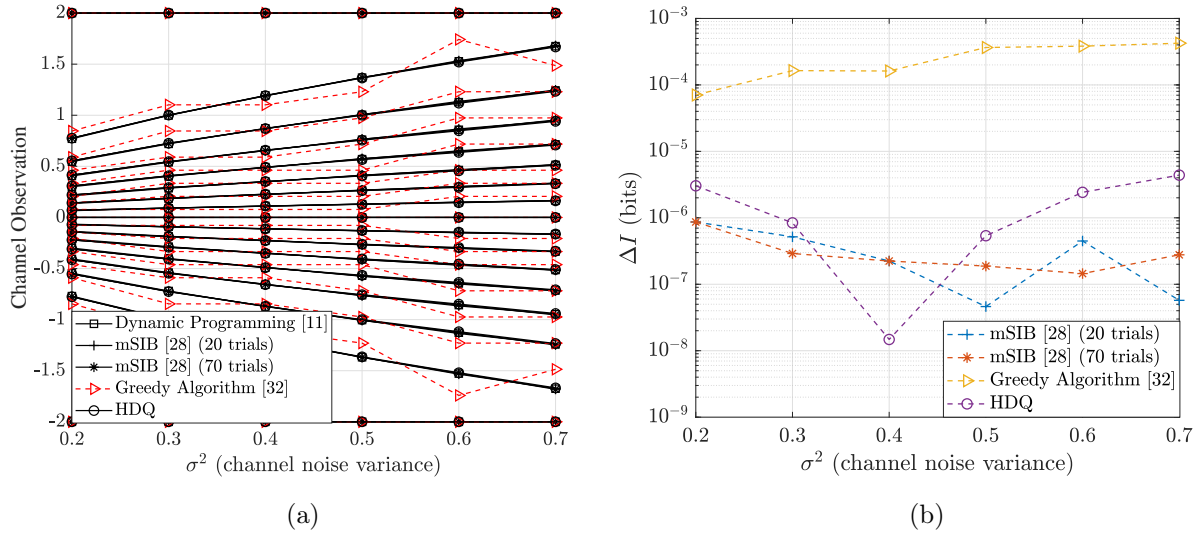 2
1.5
1
0.5
0
-0.5
-1
-1.5
-2
Channel Observation
Dynamic Programming [11]
mSIB [28] (20 trials)
mSIB [28] (70 trials)
Greedy Algorithm [32]
HDQ
0.2 0.3 0.4 0.5 0.6 0.7
σ² (channel noise variance)
(a)
10⁻³
10⁻⁴
10⁻⁵
10⁻⁶
10⁻⁷
10⁻⁸
10⁻⁹
ΔI (bits)
mSIB [28] (20 trials)
mSIB [28] (70 trials)
Greedy Algorithm [32]
HDQ
0.2 0.3 0.4 0.5 0.6 0.7
σ² (channel noise variance)
(b)